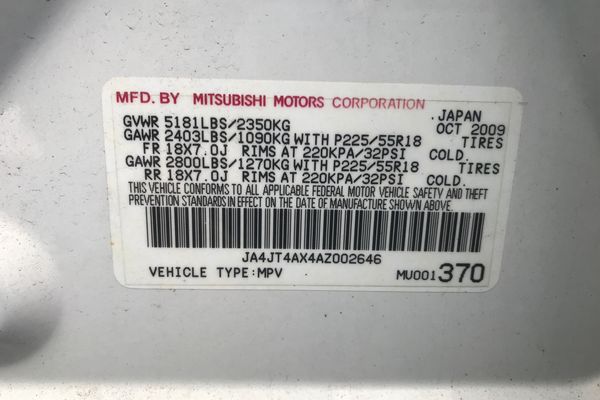 MFD. BY MITSUBISHI MOTORS CORPORATION
JAPAN
GVWR 5181LBS/2350KG OCT 2009
GAWR 2403LBS/1090KG WITH P225/55R18 TIRES
FR 18X7.0J RIMS AT 220KPA/32PSI COLD.
GAWR 2800LBS/1270KG WITH P225/55R18 TIRES
RR 18X7.0J RIMS AT 220KPA/32PSI COLD.
THIS VEHICLE CONFORMS TO ALL APPLICABLE FEDERAL MOTOR VEHICLE SAFETY AND THEFT
PREVENTION STANDARDS IN EFFECT ON THE DATE OF MANUFACTURE SHOWN ABOVE.
JA4JT4AX4AZ002646
VEHICLE TYPE:MPV MU001370